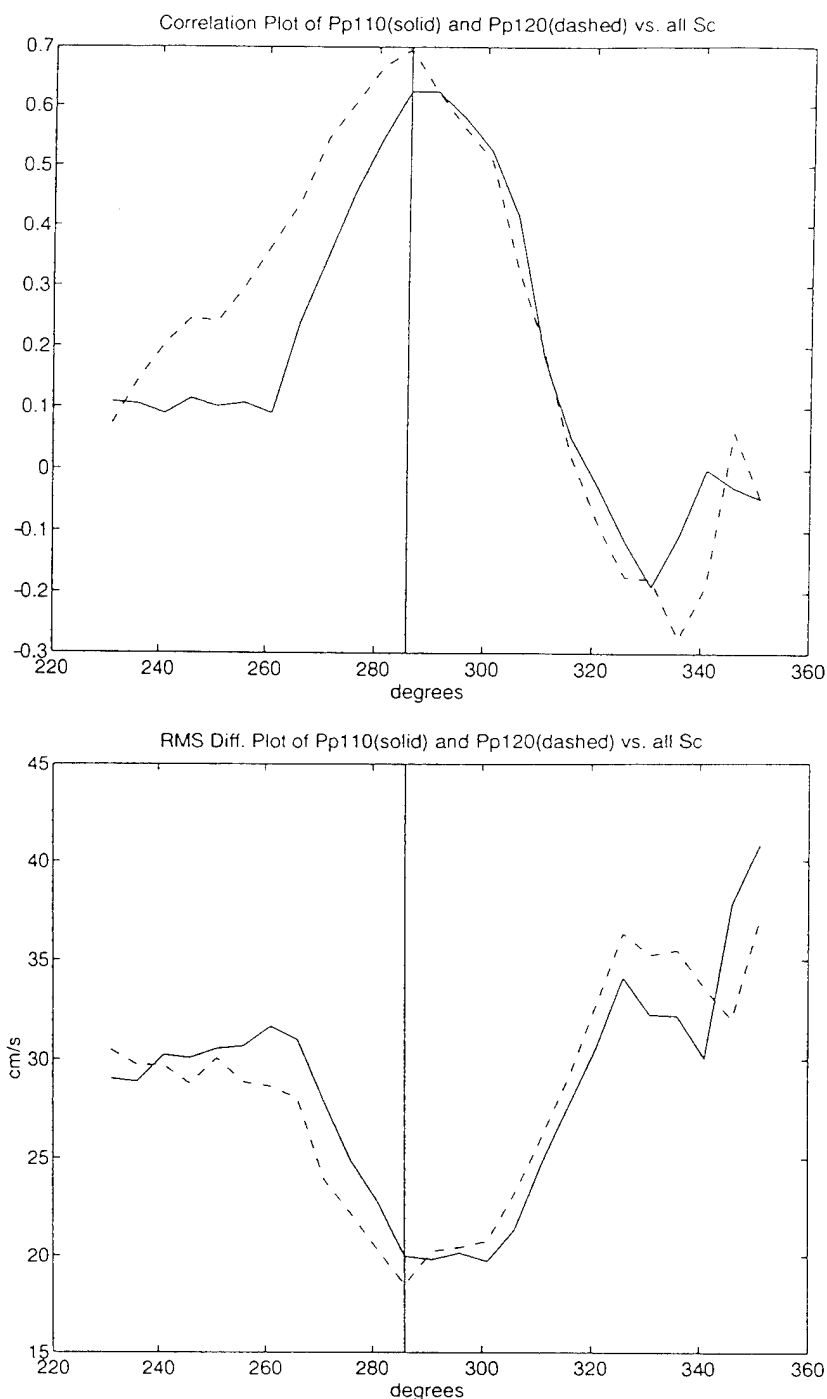 Correlation Plot of Pp110(solid) and Pp120(dashed) vs. all Sc
0.7
0.6
0.5
0.4
0.3
0.2
0.1
0
-0.1
-0.2
-0.3
220 240 260 280 300 320 340 360
degrees
RMS Diff. Plot of Pp110(solid) and Pp120(dashed) vs. all Sc
45
40
35
30
25
20
15
cm/s
220 240 260 280 300 320 340 360
degrees